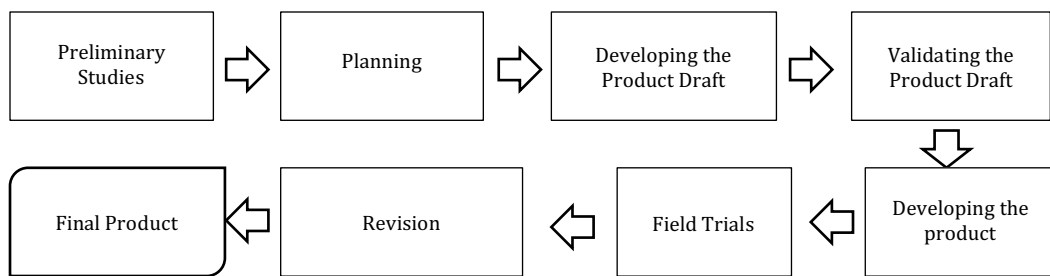 Preliminary
Studies
Planning
Developing the
Product Draft
Validating the
Product Draft
Developing the
product
Field Trials
Revision
Final Product